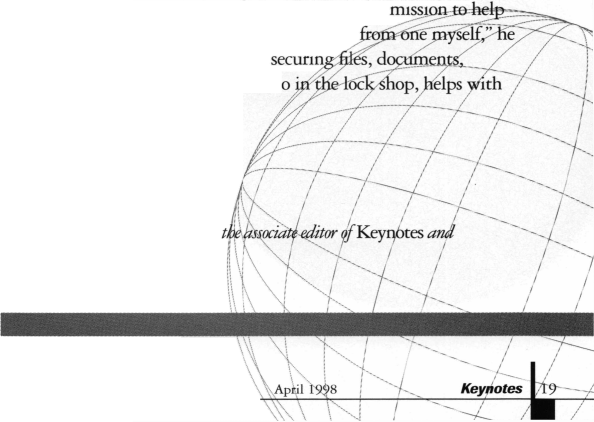 mission to help
from one myself,” he
securing files, documents,
o in the lock shop, helps with
the associate editor of Keynotes and
April 1998 Keynotes 19